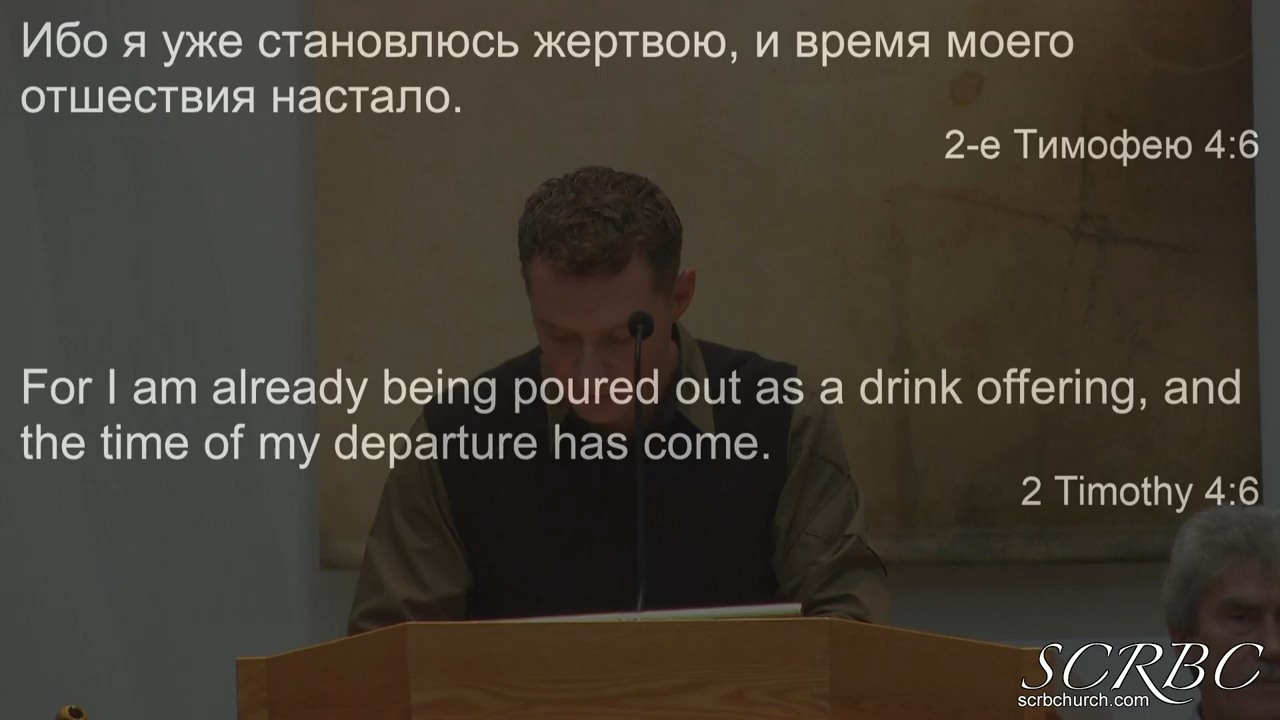 Ибо я уже становлюсь жертвою, и время моего
отшествия настало.
2-е Тимофею 4:6
For I am already being poured out as a drink offering, and
the time of my departure has come.
2 Timothy 4:6
SCRBC
scrbchurch.com